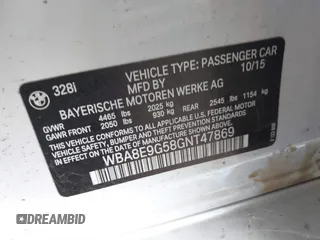 328i
VEHICLE TYPE: PASSENGER CAR
MFD BY 10/15
BAYERISCHE MOTOREN WERKE AG
GVWR 4465 lbs 2025 kg
GAWR FRONT 2050 lbs 930 kg REAR 2545 lbs 1154 kg
THIS VEHICLE CONFORMS TO ALL APPLICABLE U.S. FEDERAL MOTOR
VEHICLE SAFETY, BUMPER, AND THEFT PREVENTION STANDARDS
IN EFFECT ON THE DATE OF MANUFACTURE SHOWN ABOVE.
WBA8E9G58GNT47869
DEALERSHIP.COM